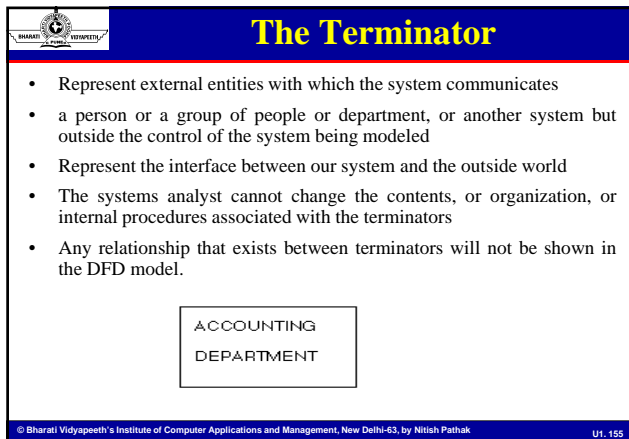 BHARATI VIDYAPEETH
PUNE
The Terminator
• Represent external entities with which the system communicates
• a person or a group of people or department, or another system but
outside the control of the system being modeled
• Represent the interface between our system and the outside world
• The systems analyst cannot change the contents, or organization, or
internal procedures associated with the terminators
• Any relationship that exists between terminators will not be shown in
the DFD model.
ACCOUNTING
DEPARTMENT
© Bharati Vidyapeeth's Institute of Computer Applications and Management, New Delhi-63, by Nitish Pathak
U1. 155